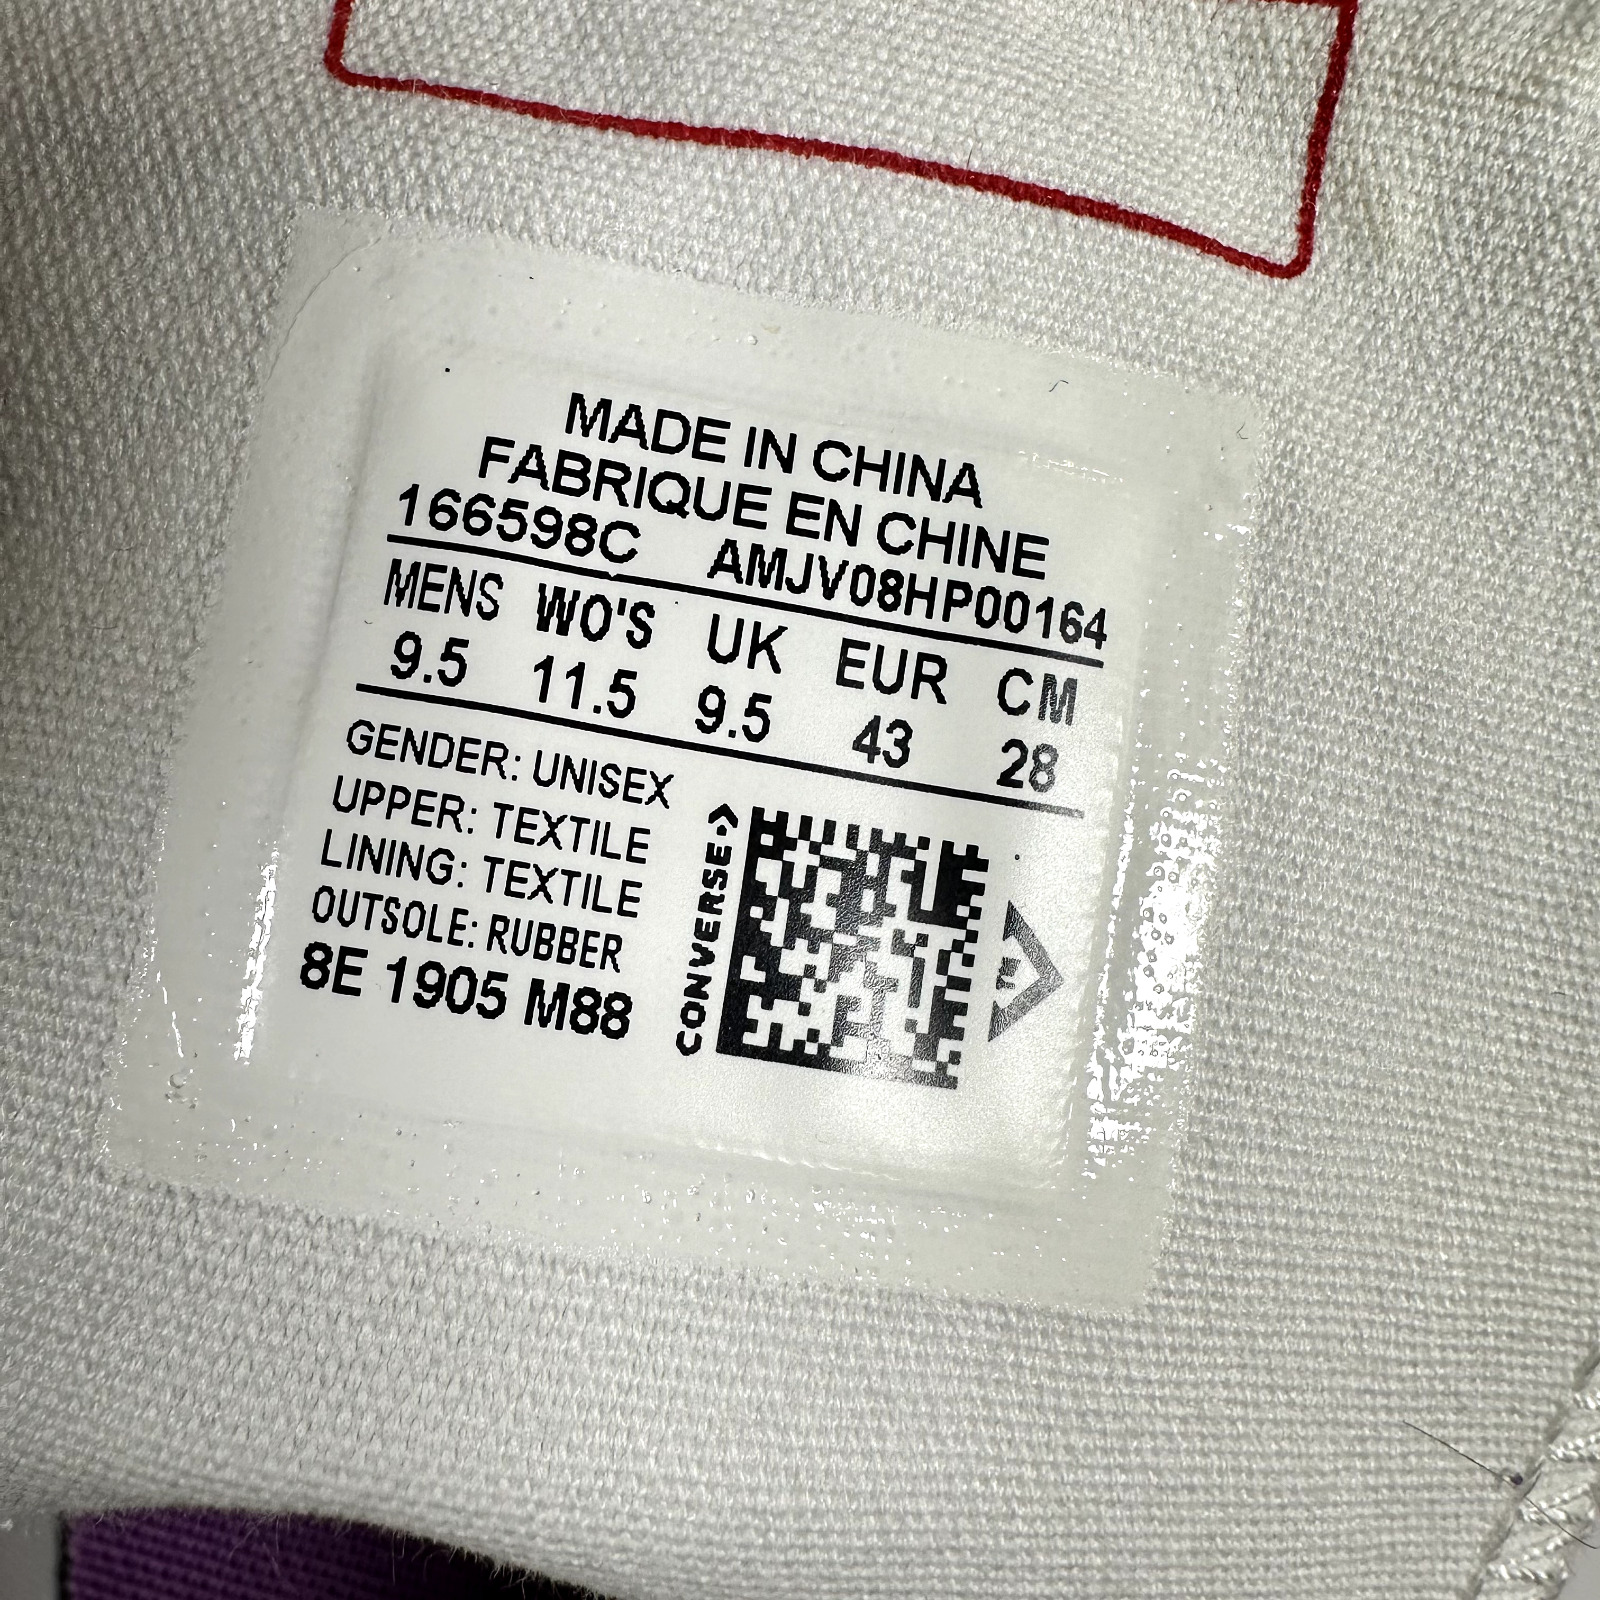 MADE IN CHINA
FABRIQUE EN CHINE
166598C AMJV08HP00164
MENS WO'S UK EUR CM
9.5 11.5 9.5 43 28
GENDER: UNISEX
UPPER: TEXTILE
LINING: TEXTILE
OUTSOLE: RUBBER
8E 1905 M88
CONVERSE